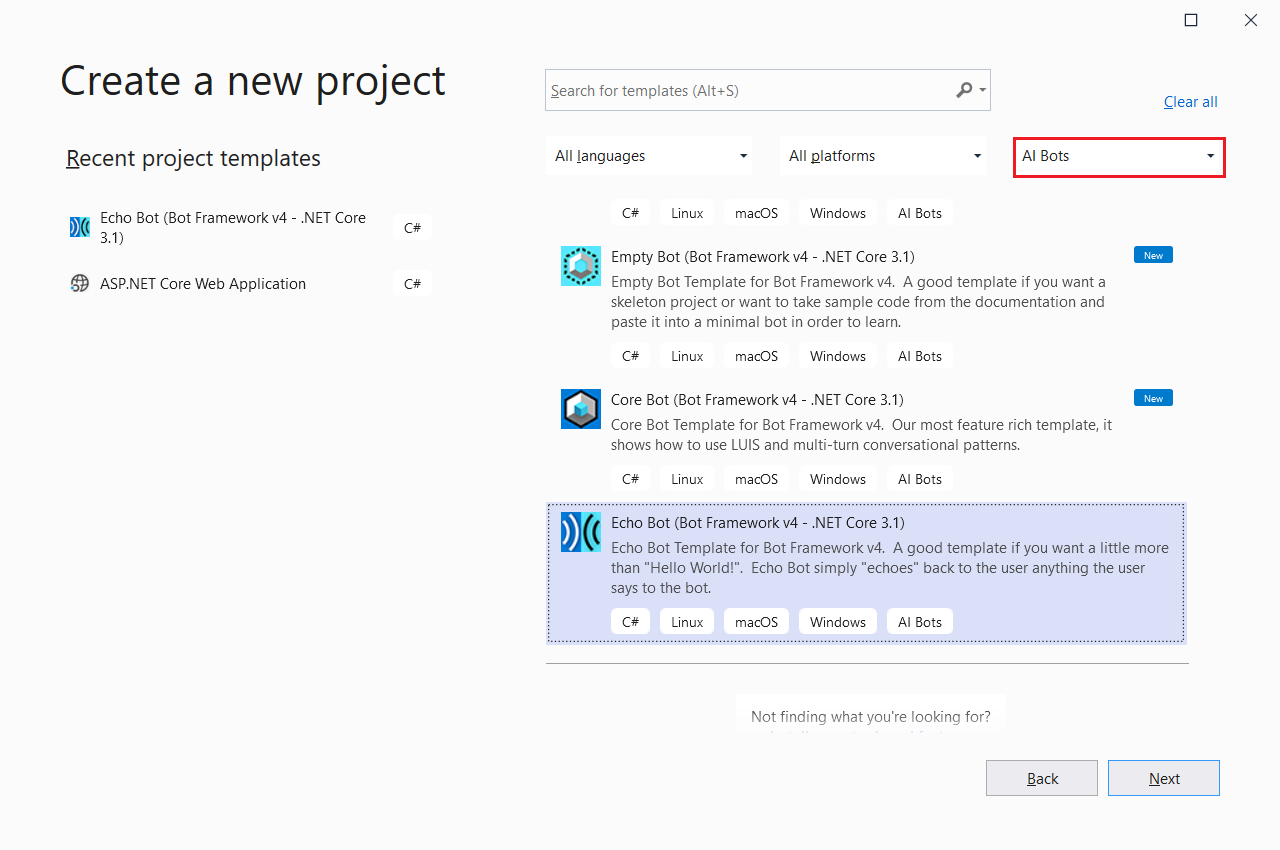 Create a new project
Search for templates (Alt+S)
Clear all
Recent project templates
All languages
All platforms
AI Bots
Echo Bot (Bot Framework v4 - .NET Core
3.1)
C#
ASP.NET Core Web Application
C#
C# Linux macOS Windows AI Bots
Empty Bot (Bot Framework v4 - .NET Core 3.1)
New
Empty Bot Template for Bot Framework v4.  A good template if you want a
skeleton project or want to take sample code from the documentation and
paste it into a minimal bot in order to learn.
C# Linux macOS Windows AI Bots
Core Bot (Bot Framework v4 - .NET Core 3.1)
New
Core Bot Template for Bot Framework v4.  Our most feature rich template, it
shows how to use LUIS and multi-turn conversational patterns.
C# Linux macOS Windows AI Bots
Echo Bot (Bot Framework v4 - .NET Core 3.1)
Echo Bot Template for Bot Framework v4.  A good template if you want a little more
than "Hello World!".  Echo Bot simply "echoes" back to the user anything the user
says to the bot.
C# Linux macOS Windows AI Bots
Not finding what you're looking for?
Back
Next